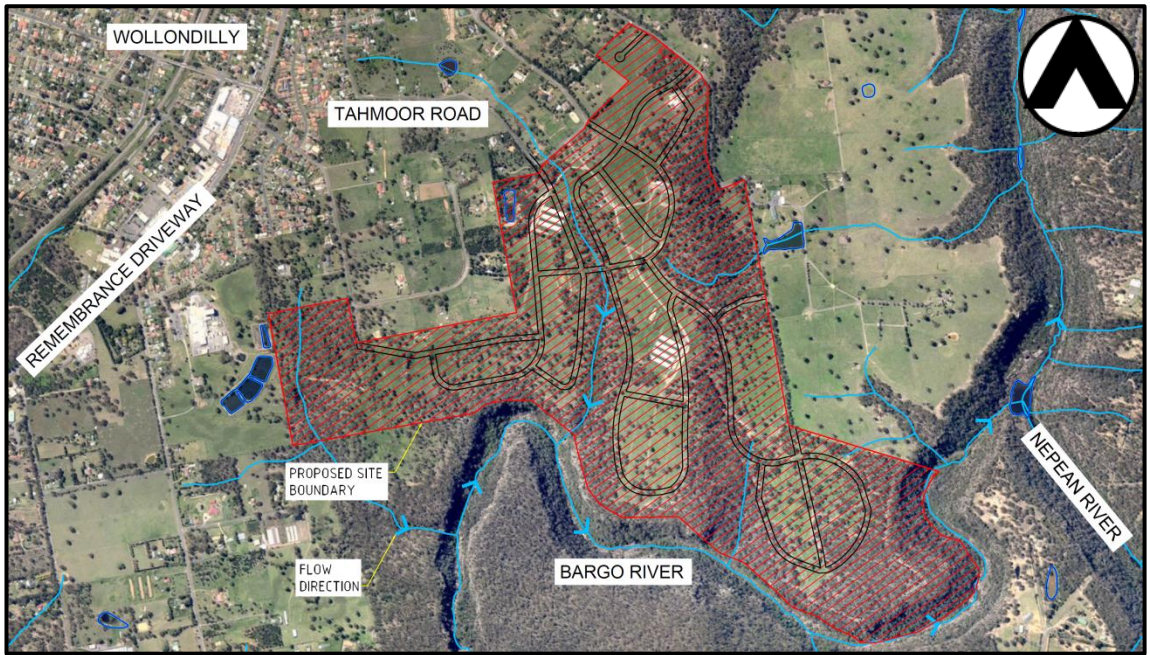 WOLLONDILLY
TAHMOOR ROAD
REMEMBRANCE DRIVEWAY
PROPOSED SITE
BOUNDARY
FLOW
DIRECTION
BARGO RIVER
NEPEAN RIVER